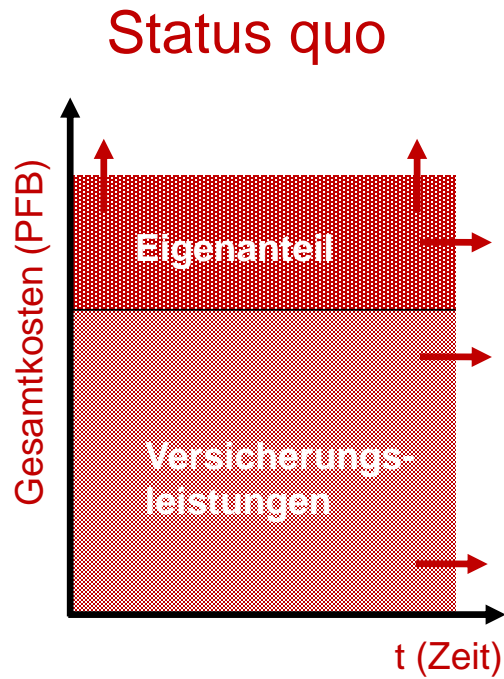 Status quo
Gesamtkosten (PFB)
Eigenanteil
Versicherungs-
leistungen
t (Zeit)